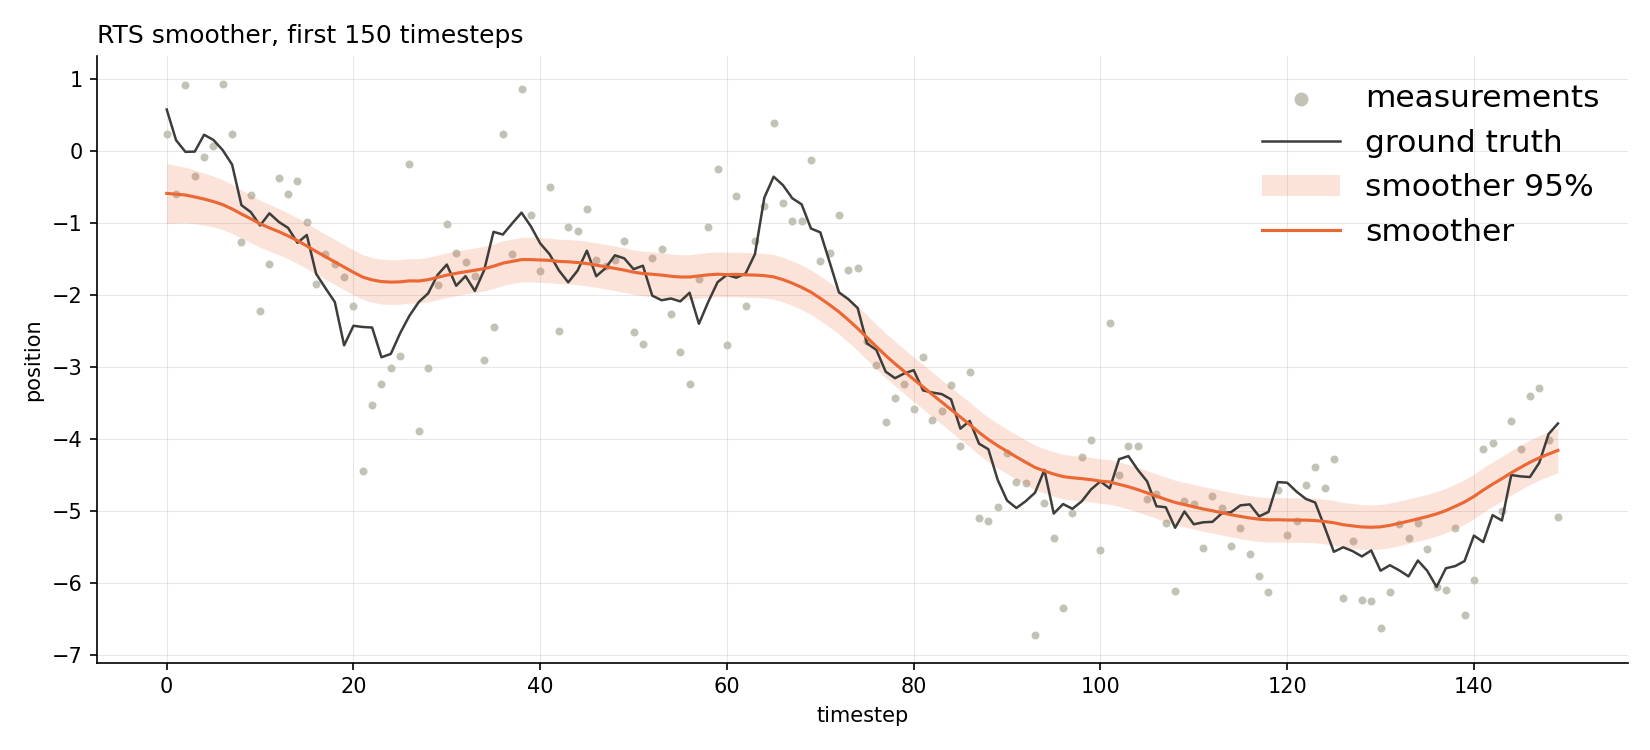 RTS smoother, first 150 timesteps
measurements
ground truth
smoother 95%
smoother
position
1
0
−1
−2
−3
−4
−5
−6
−7
0 20 40 60 80 100 120 140
timestep